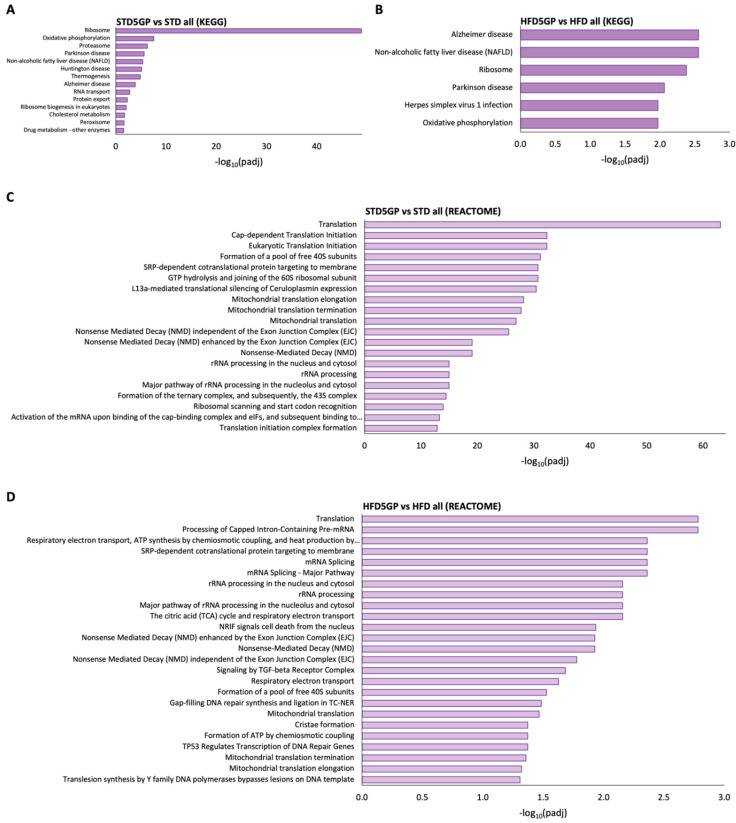 A
STD5GP vs STD all (KEGG)
Ribosome
Oxidative phosphorylation
Proteasome
Parkinson disease
Non-alcoholic fatty liver disease (NAFLD)
Huntington disease
Thermogenesis
Alzheimer disease
RNA transport
Protein export
Ribosome biogenesis in eukaryotes
Cholesterol metabolism
Peroxisome
Drug metabolism - other enzymes
0 20 40
-log10(padj)
B
HFD5GP vs HFD all (KEGG)
Alzheimer disease
Non-alcoholic fatty liver disease (NAFLD)
Ribosome
Parkinson disease
Herpes simplex virus 1 infection
Oxidative phosphorylation
0.0 0.5 1.0 1.5 2.0 2.5 3.0
-log10(padj)
C
STD5GP vs STD all (REACTOME)
Translation
Cap-dependent Translation Initiation
Eukaryotic Translation Initiation
Formation of a pool of free 40S subunits
SRP-dependent cotranslational protein targeting to membrane
GTP hydrolysis and joining of the 60S ribosomal subunit
L13a-mediated translational silencing of Ceruloplasmin expression
Mitochondrial translation elongation
Mitochondrial translation termination
Mitochondrial translation
Nonsense Mediated Decay (NMD) independent of the Exon Junction Complex (EJC)
Nonsense Mediated Decay (NMD) enhanced by the Exon Junction Complex (EJC)
Nonsense-Mediated Decay (NMD)
rRNA processing in the nucleus and cytosol
rRNA processing
Major pathway of rRNA processing in the nucleolus and cytosol
Formation of the ternary complex, and subsequently, the 43S complex
Ribosomal scanning and start codon recognition
Activation of the mRNA upon binding of the cap-binding complex and eIFs, and subsequent binding to...
Translation initiation complex formation
0 10 20 30 40 50 60
-log10(padj)
D
HFD5GP vs HFD all (REACTOME)
Translation
Processing of Capped Intron-Containing Pre-mRNA
Respiratory electron transport, ATP synthesis by chemiosmotic coupling, and heat production by...
SRP-dependent cotranslational protein targeting to membrane
mRNA Splicing
mRNA Splicing - Major Pathway
rRNA processing in the nucleus and cytosol
rRNA processing
Major pathway of rRNA processing in the nucleolus and cytosol
The citric acid (TCA) cycle and respiratory electron transport
NRIF signals cell death from the nucleus
Nonsense Mediated Decay (NMD) enhanced by the Exon Junction Complex (EJC)
Nonsense-Mediated Decay (NMD)
Nonsense Mediated Decay (NMD) independent of the Exon Junction Complex (EJC)
Signaling by TGF-beta Receptor Complex
Respiratory electron transport
Formation of a pool of free 40S subunits
Gap-filling DNA repair synthesis and ligation in TC-NER
Mitochondrial translation
Cristae formation
Formation of ATP by chemiosmotic coupling
TP53 Regulates Transcription of DNA Repair Genes
Mitochondrial translation termination
Mitochondrial translation elongation
Translesion synthesis by Y family DNA polymerases bypasses lesions on DNA template
0.0 0.5 1.0 1.5 2.0 2.5 3.0
-log10(padj)